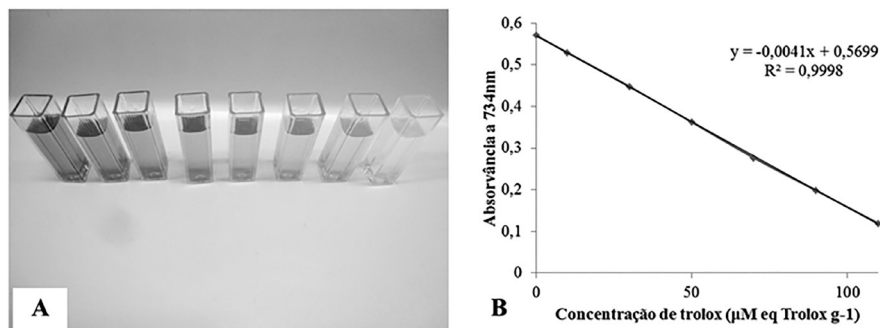 A
B
Absorvância a 734nm
0,6
0,5
0,4
0,3
0,2
0,1
0
y = -0,0041x + 0,5699
R² = 0,9998
0
50
100
Concentração de trolox (µM eq Trolox g-1)